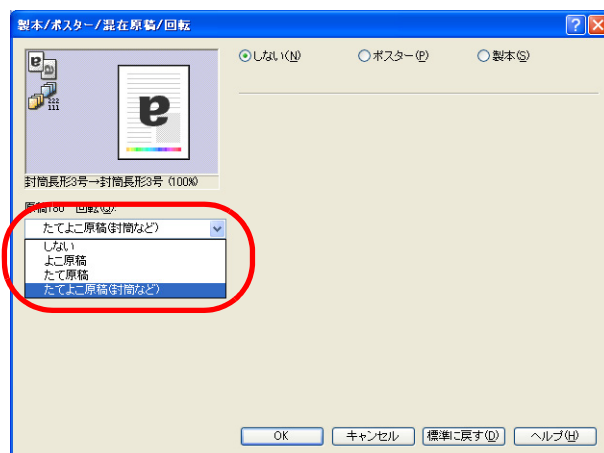 製本/ポスター/混在原稿/回転
しない(N) ポスター(P) 製本(S)
a
封筒長形3号→封筒長形3号 (100%)
原稿180°回転(Q):
たてよこ原稿(封筒など)
しない
よこ原稿
たて原稿
たてよこ原稿(封筒など)
OK キャンセル 標準に戻す(D) ヘルプ(H)